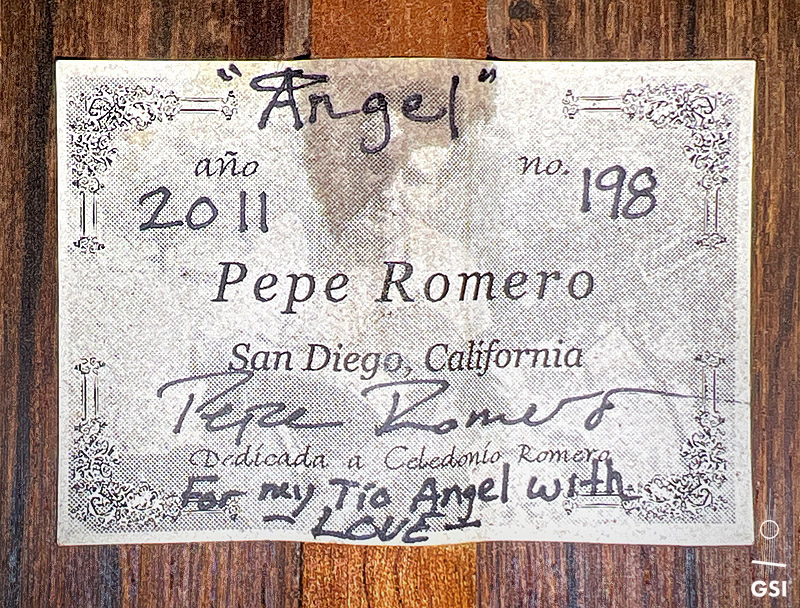 "Angel"
año no.
2011 198
Pepe Romero
San Diego, California
Pepe Romero
Dedicada a Celedonio Romero
For my Tío Angel with
- LOVE -
GSI